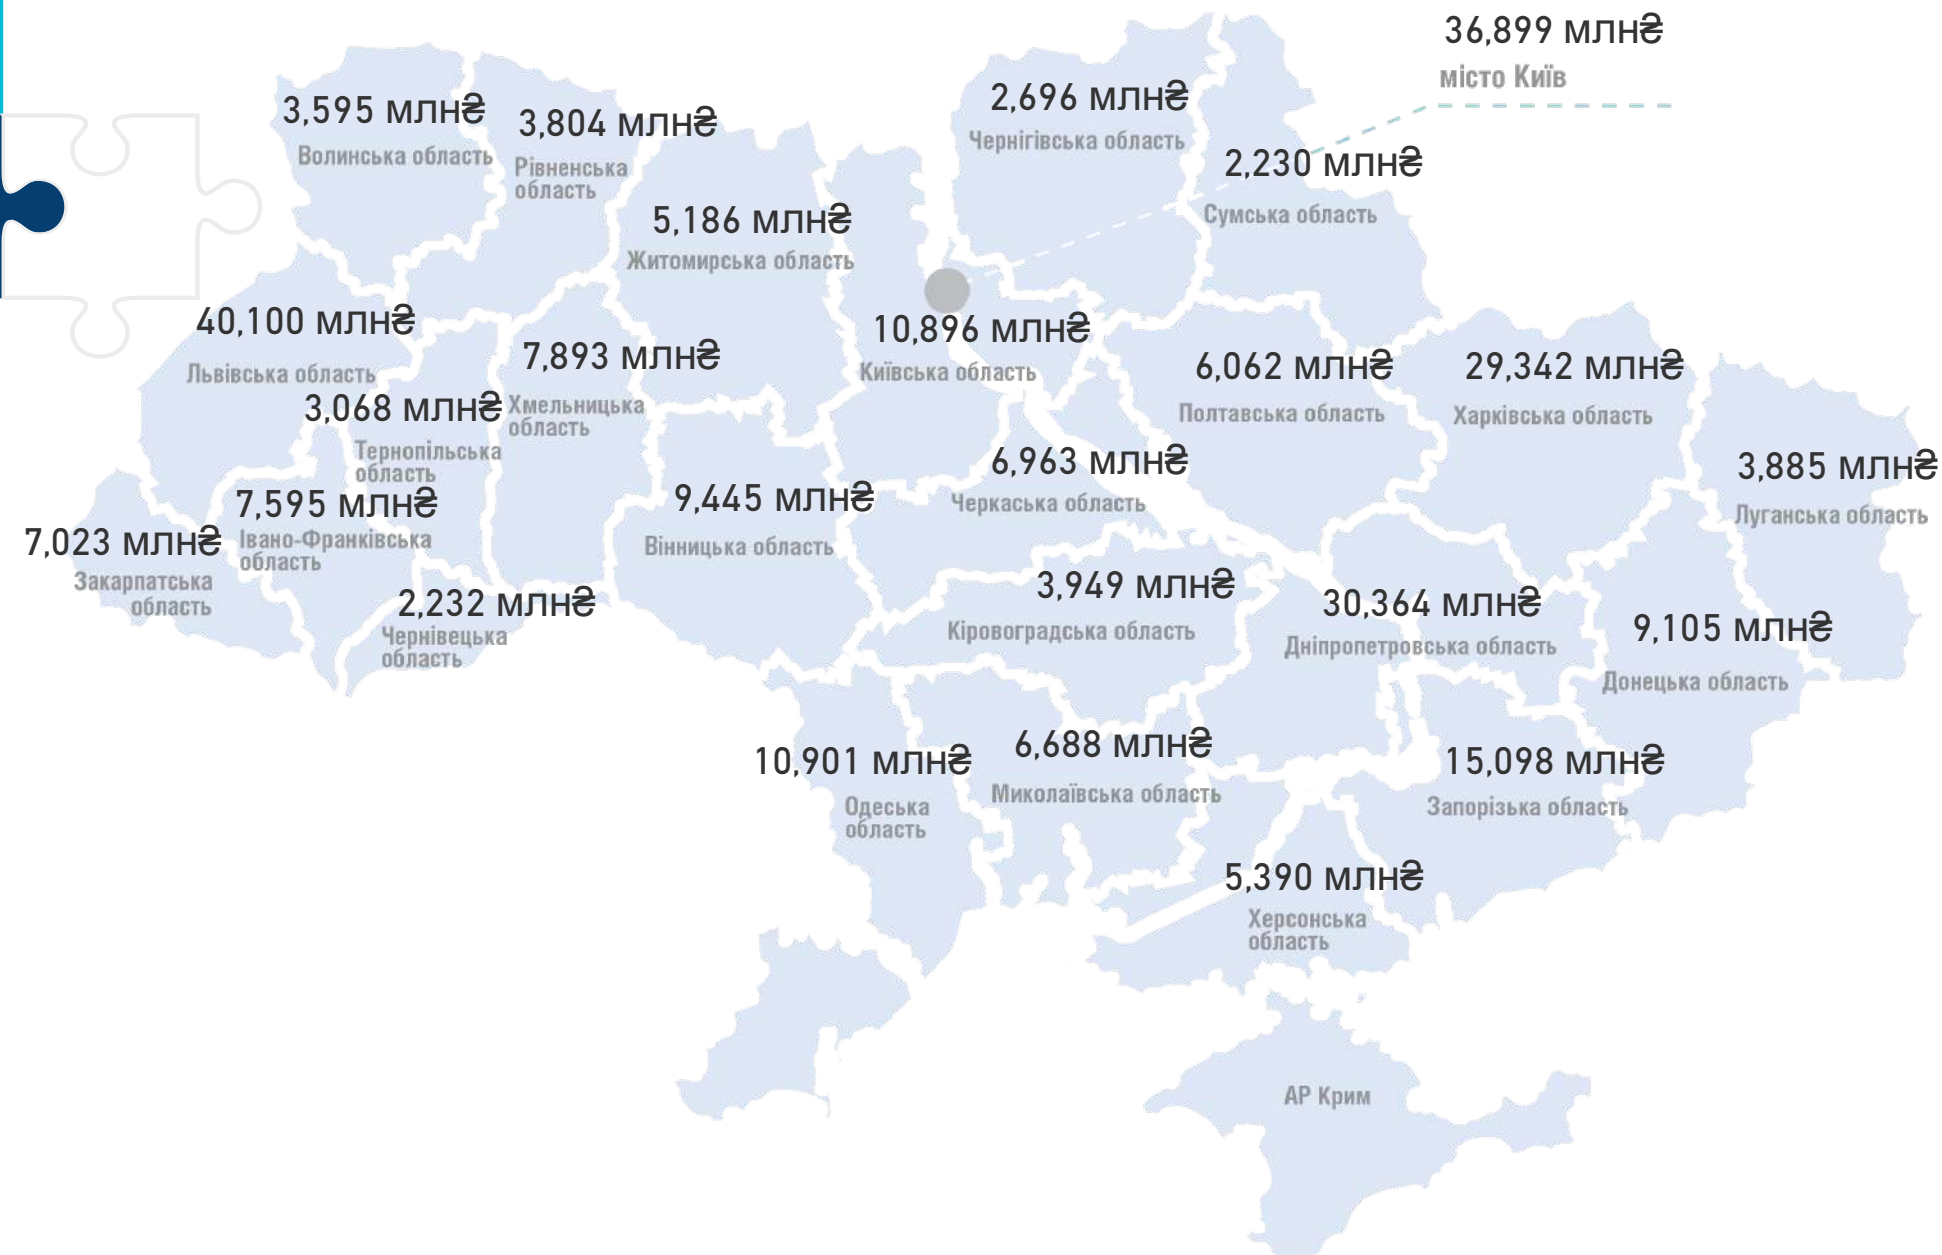 36,899 млн₴
місто Київ
3,595 млн₴
Волинська область
3,804 млн₴
Рівненська
область
2,696 млн₴
Чернігівська область
2,230 млн₴
Сумська область
5,186 млн₴
Житомирська область
40,100 млн₴
Львівська область
7,893 млн₴
Хмельницька
область
10,896 млн₴
Київська область
6,062 млн₴
Полтавська область
29,342 млн₴
Харківська область
3,068 млн₴
Тернопільська
область
3,885 млн₴
Луганська область
6,963 млн₴
Черкаська область
7,595 млн₴
Івано-Франківська
область
9,445 млн₴
Вінницька область
7,023 млн₴
Закарпатська
область
2,232 млн₴
Чернівецька
область
3,949 млн₴
Кіровоградська область
30,364 млн₴
Дніпропетровська область
9,105 млн₴
Донецька область
10,901 млн₴
Одеська
область
6,688 млн₴
Миколаївська область
15,098 млн₴
Запорізька область
5,390 млн₴
Херсонська
область
АР Крим